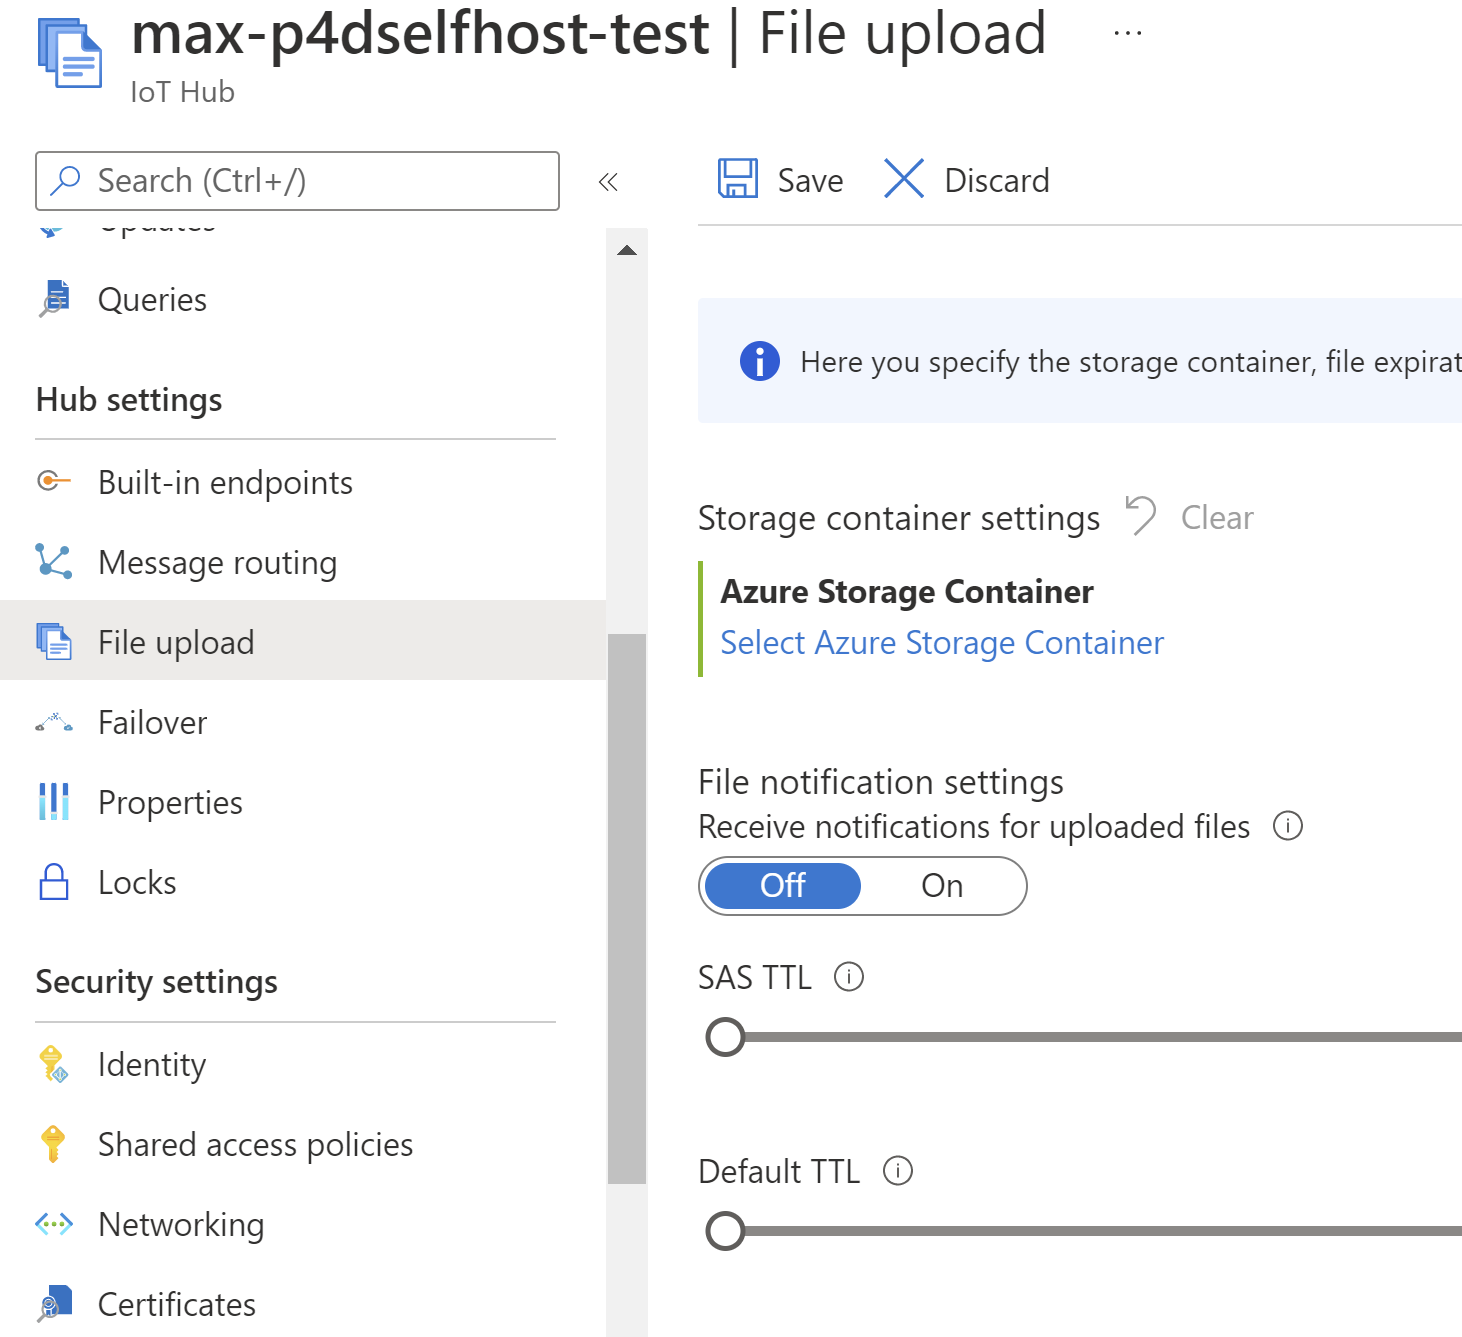 max-p4dselfhost-test | File upload ...
IoT Hub
Search (Ctrl+/)
«
Save
Discard
Updates
Queries
Hub settings
Built-in endpoints
Message routing
File upload
Failover
Properties
Locks
Security settings
Identity
Shared access policies
Networking
Certificates
Here you specify the storage container, file expirat
Storage container settings
Clear
Azure Storage Container
Select Azure Storage Container
File notification settings
Receive notifications for uploaded files
Off
On
SAS TTL
Default TTL